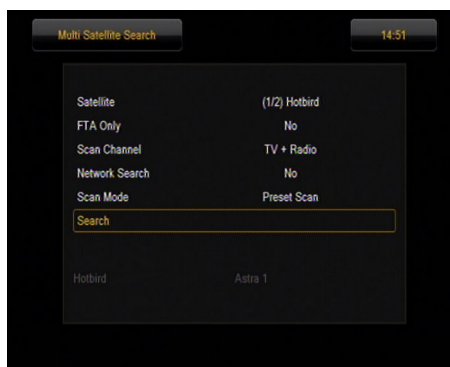 Multi Satellite Search 14:51
Satellite (1/2) Hotbird
FTA Only No
Scan Channel TV + Radio
Network Search No
Scan Mode Preset Scan
Search
Hotbird Astra 1